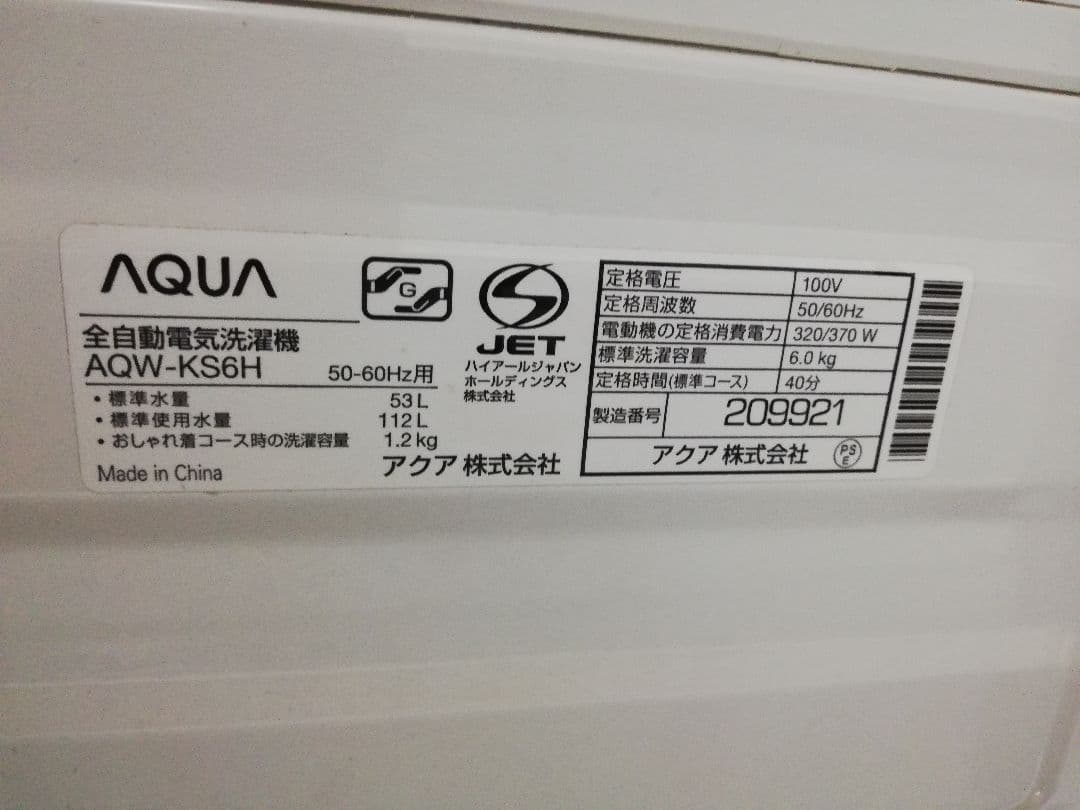 AQUA
全自動電気洗濯機
AQW-KS6H 50-60Hz用
・標準水量 53L
・標準使用水量 112L
・おしゃれ着コース時の洗濯容量 1.2kg
Made in China
アクア株式会社
G
JET
ハイアールジャパン
ホールディングス
株式会社
定格電圧 100V
定格周波数 50/60Hz
電動機の定格消費電力 320/370 W
標準洗濯容量 6.0 kg
定格時間(標準コース) 40分
製造番号 209921
アクア株式会社 PSE